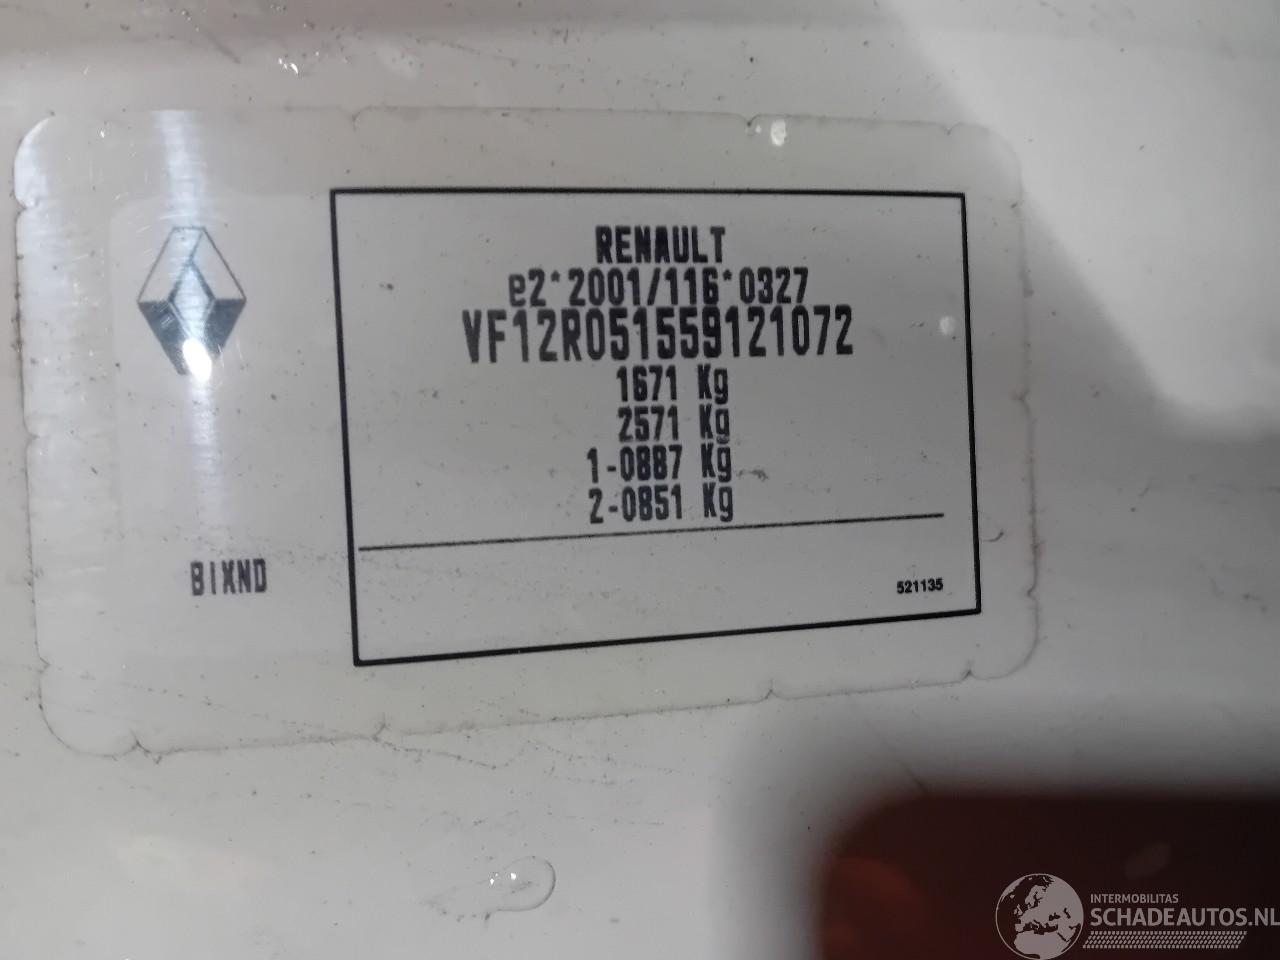 RENAULT
e2*2001/116*0327
VF12R051559121072
1671 Kg
2571 Kg
1-0887 Kg
2-0851 Kg
BIXND
521135
INTERMOBILITAS
SCHADEAUTOS.NL